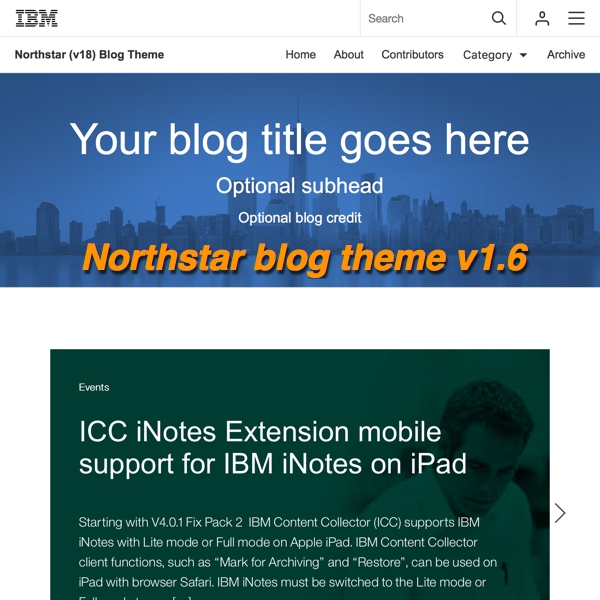 IBM
Search
Northstar (v18) Blog Theme
Home About Contributors Category Archive
Your blog title goes here
Optional subhead
Optional blog credit
Northstar blog theme v1.6
Events
ICC iNotes Extension mobile
support for IBM iNotes on iPad
Starting with V4.0.1 Fix Pack 2 IBM Content Collector (ICC) supports IBM
iNotes with Lite mode or Full mode on Apple iPad. IBM Content Collector
client functions, such as “Mark for Archiving” and “Restore”, can be used on
iPad with browser Safari. IBM iNotes must be switched to the Lite mode or